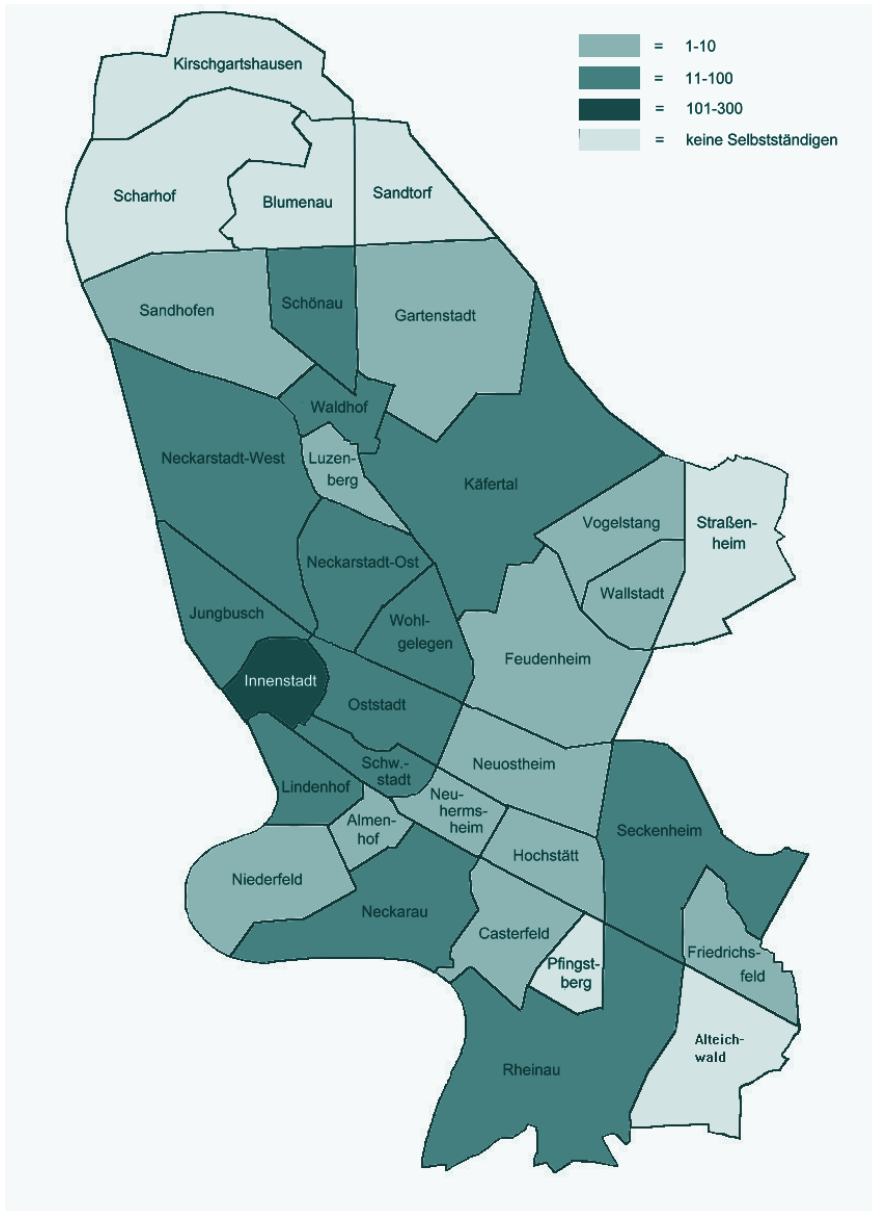 = 1-10
= 11-100
= 101-300
= keine Selbstständigen
Kirschgartshausen
Scharhof
Blumenau
Sandtorf
Sandhofen
Schönau
Gartenstadt
Waldhof
Neckarstadt-West
Luzen-
berg
Käfertal
Vogelstang
Straßen-
heim
Neckarstadt-Ost
Wallstadt
Jungbusch
Wohl-
gelegen
Feudenheim
Innenstadt
Oststadt
Schw.-
stadt
Neuostheim
Lindenhof
Neu-
hermsheim
Almen-
hof
Seckenheim
Hochstätt
Niederfeld
Neckarau
Casterfeld
Pfingst-
berg
Friedrichs-
feld
Alteich-
wald
Rheinau